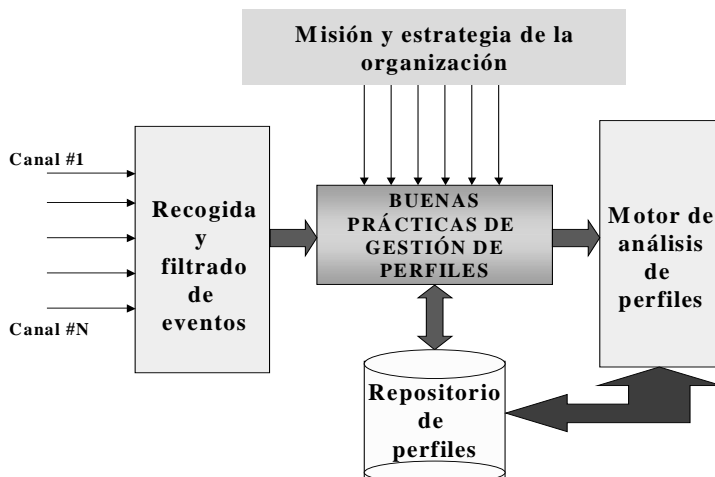 Misión y estrategia de la
organización
Canal #1
Canal #N
Recogida
y
filtrado
de
eventos
BUENAS
PRÁCTICAS DE
GESTIÓN DE
PERFILES
Motor de
análisis
de
perfiles
Repositorio
de
perfiles